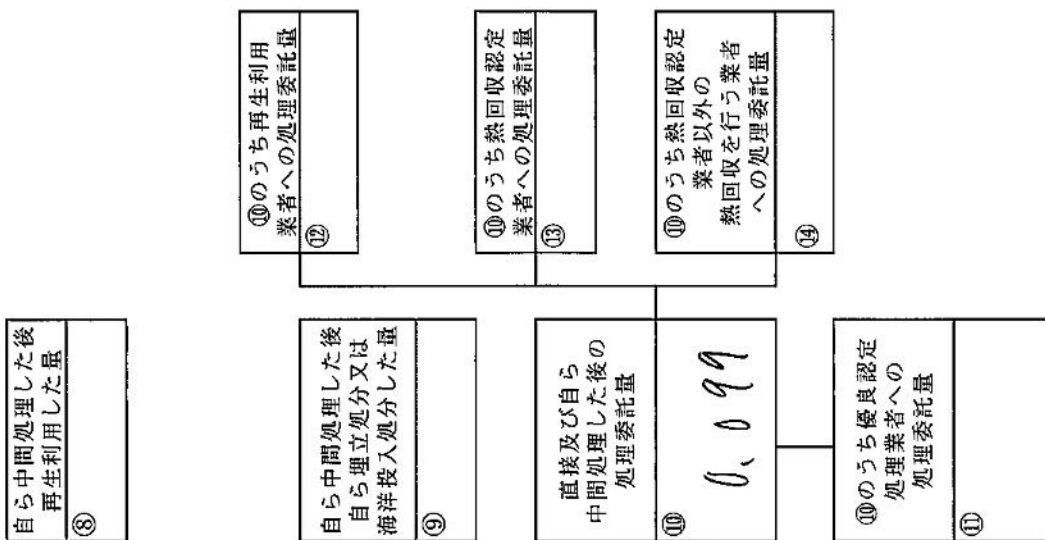 自ら中間処理した後
再生利用した量
⑧
自ら中間処理した後
自ら埋立処分又は
海洋投入処分した量
⑨
直接及び自ら
中間処理した後の
処理委託量
⑩
0.099
⑩のうち優良認定
処理業者への
処理委託量
⑪
⑩のうち再生利用
業者への処理委託量
⑫
⑩のうち熱回収認定
業者への処理委託量
⑬
⑩のうち熱回収認定
業者以外の
熱回収を行う業者
への処理委託量
⑭